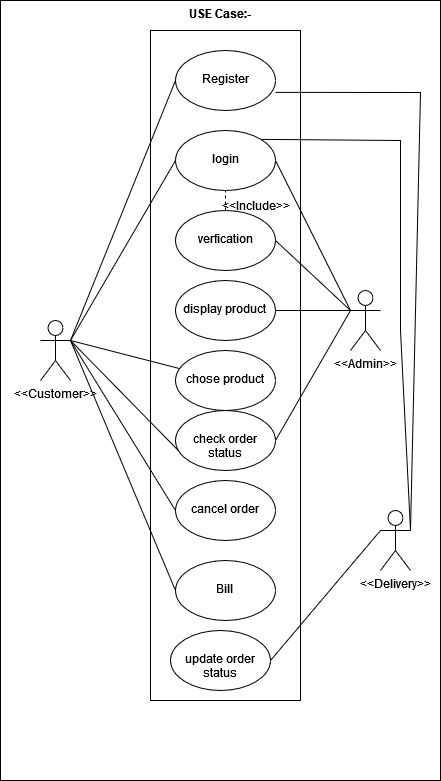 USE Case:-
Register
login
<<Include>>
verfication
display product
<<Admin>>
chose product
<<Customer>>
check order
status
cancel order
<<Delivery>>
Bill
update order
status